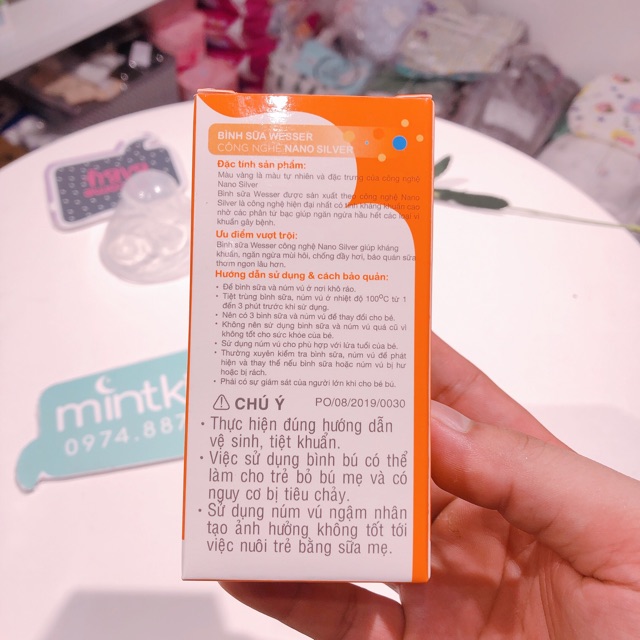 BÌNH SỮA WESSER
CÔNG NGHỆ NANO SILVER
Đặc tính sản phẩm:
Màu vàng là màu tự nhiên và đặc trưng của công nghệ
Nano Silver
Bình sữa Wesser được sản xuất theo công nghệ Nano
Silver là công nghệ hiện đại nhất có tính kháng khuẩn cao
nhờ các phân tử bạc giúp ngăn ngừa hầu hết các loại vi
khuẩn gây bệnh.
Ưu điểm vượt trội:
Bình sữa Wesser công nghệ Nano Silver giúp kháng
khuẩn, ngăn ngừa mùi hôi, chống đầy hơi, bảo quản sữa
thơm ngon lâu hơn.
Hướng dẫn sử dụng & cách bảo quản:
• Để bình sữa và núm vú ở nơi khô ráo.
• Tiệt trùng bình sữa, núm vú ở nhiệt độ 100°C từ 1
đến 3 phút trước khi sử dụng.
• Nên có 3 bình sữa và núm vú để thay đổi cho bé.
• Không nên sử dụng bình sữa và núm vú quá cũ vì
không tốt cho sức khỏe của bé.
• Sử dụng núm vú cho phù hợp với lứa tuổi của bé.
• Thường xuyên kiểm tra bình sữa, núm vú để phát
hiện và thay thế nếu bình sữa hoặc núm vú bị hư
hoặc bị rách.
• Phải có sự giám sát của người lớn khi cho bé bú.
CHÚ Ý PO/08/2019/0030
• Thực hiện đúng hướng dẫn
vệ sinh, tiệt khuẩn.
• Việc sử dụng bình bú có thể
làm cho trẻ bỏ bú mẹ và có
nguy cơ bị tiêu chảy.
• Sử dụng núm vú ngậm nhân
tạo ảnh hưởng không tốt tới
việc nuôi trẻ bằng sữa mẹ.
mintk
0974.887